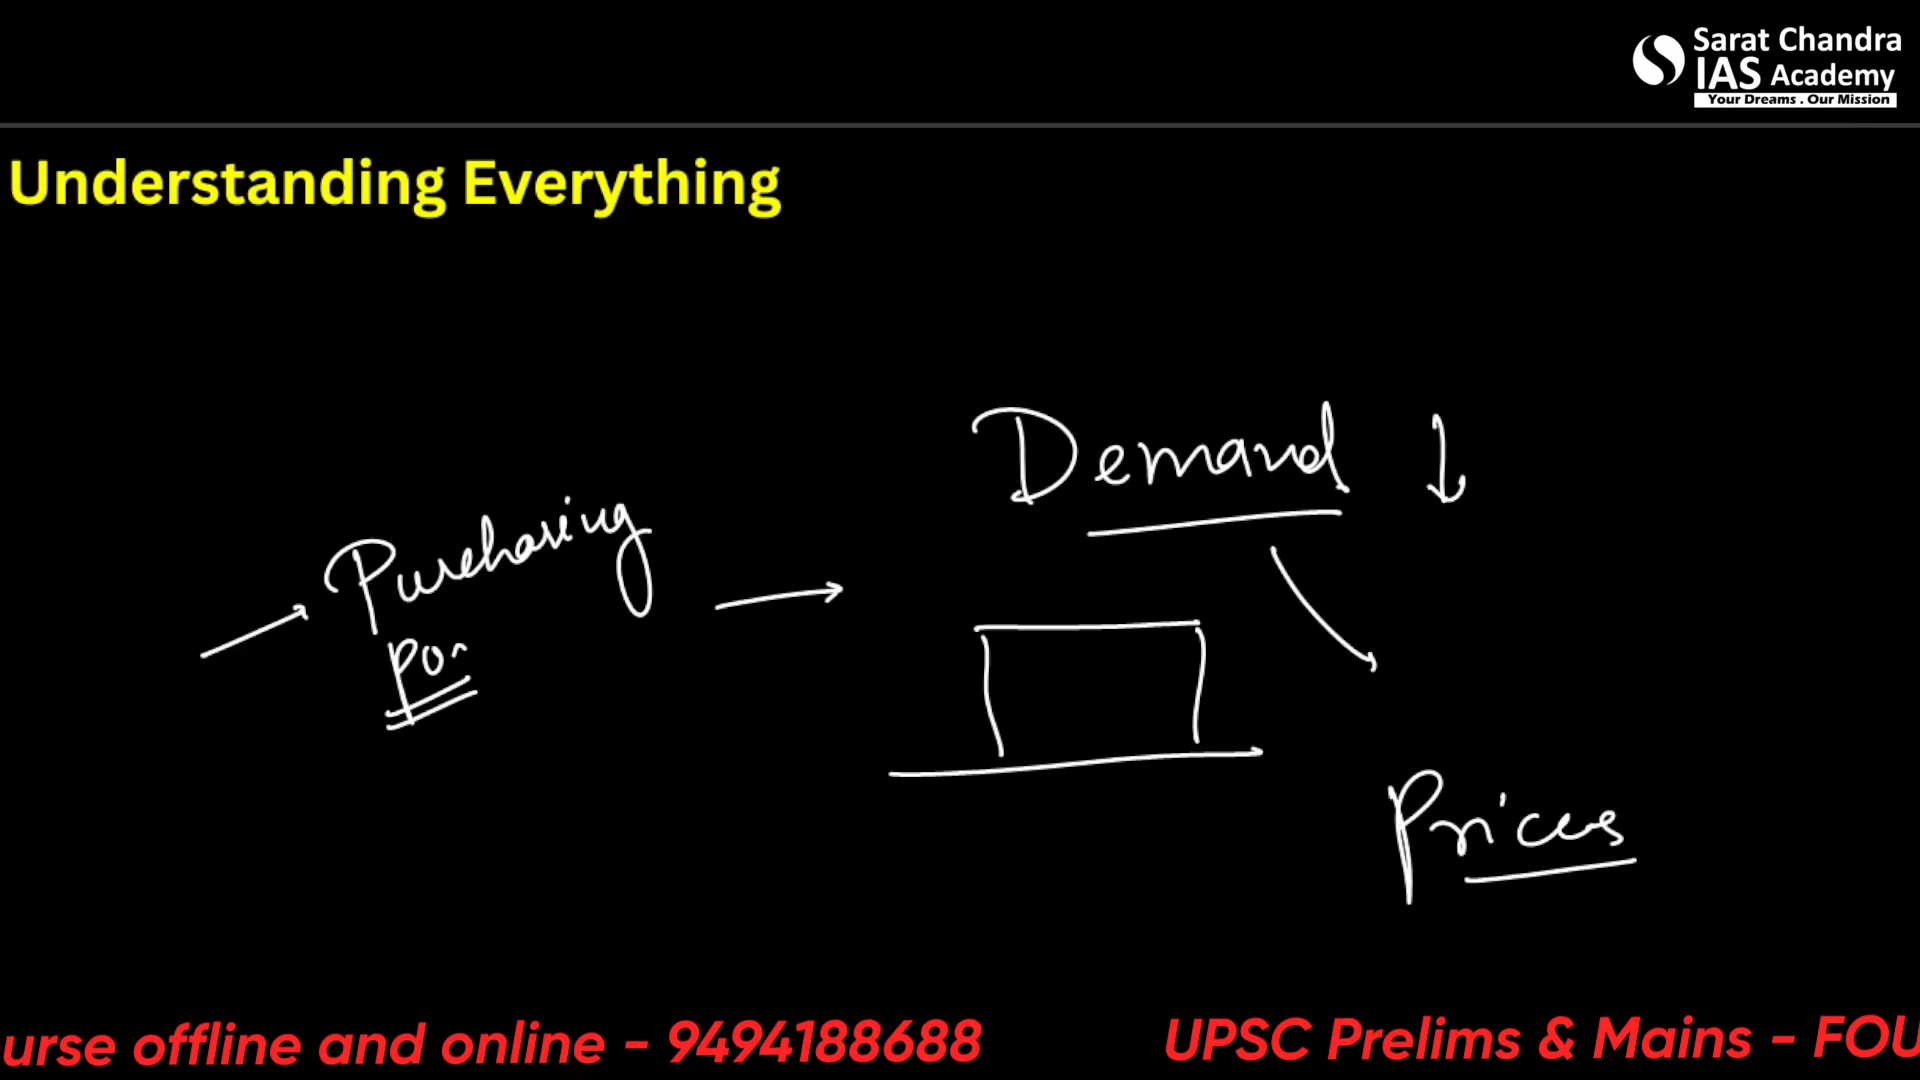 Sarat Chandra
IAS Academy
Your Dreams . Our Mission
Understanding Everything
Demand ↓
Purchasing
Prices
urse offline and online - 9494188688 UPSC Prelims & Mains - FOU